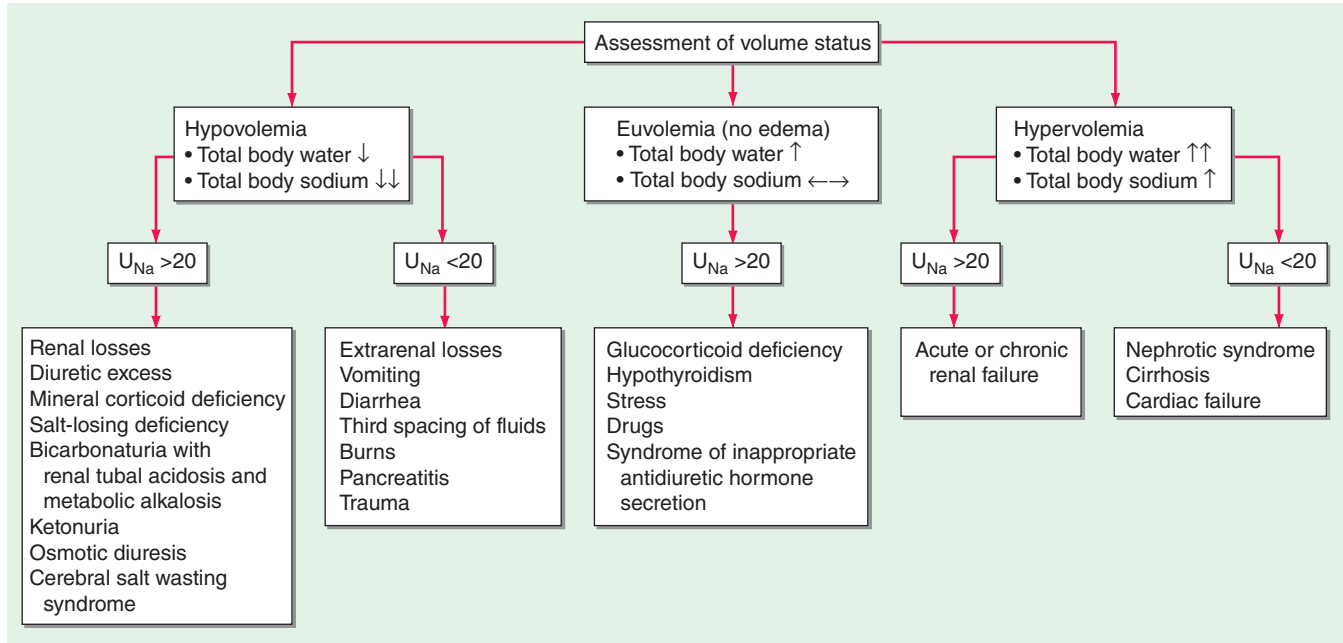 Assessment of volume status
Hypovolemia
• Total body water ↓
• Total body sodium ↓↓
Euvolemia (no edema)
• Total body water ↑
• Total body sodium ←→
Hypervolemia
• Total body water ↑↑
• Total body sodium ↑
UNa >20
UNa <20
UNa >20
UNa >20
UNa <20
Renal losses
Diuretic excess
Mineral corticoid deficiency
Salt-losing deficiency
Bicarbonaturia with
renal tubal acidosis and
metabolic alkalosis
Ketonuria
Osmotic diuresis
Cerebral salt wasting
syndrome
Extrarenal losses
Vomiting
Diarrhea
Third spacing of fluids
Burns
Pancreatitis
Trauma
Glucocorticoid deficiency
Hypothyroidism
Stress
Drugs
Syndrome of inappropriate
antidiuretic hormone
secretion
Acute or chronic
renal failure
Nephrotic syndrome
Cirrhosis
Cardiac failure